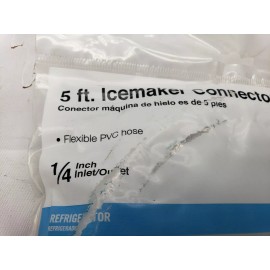 5 ft. Icemaker Connecto
Conector máquina de hielo es de 5 pies
• Flexible PVC hose
1/4 Inch
Inlet/Outlet
REFRIGERATOR